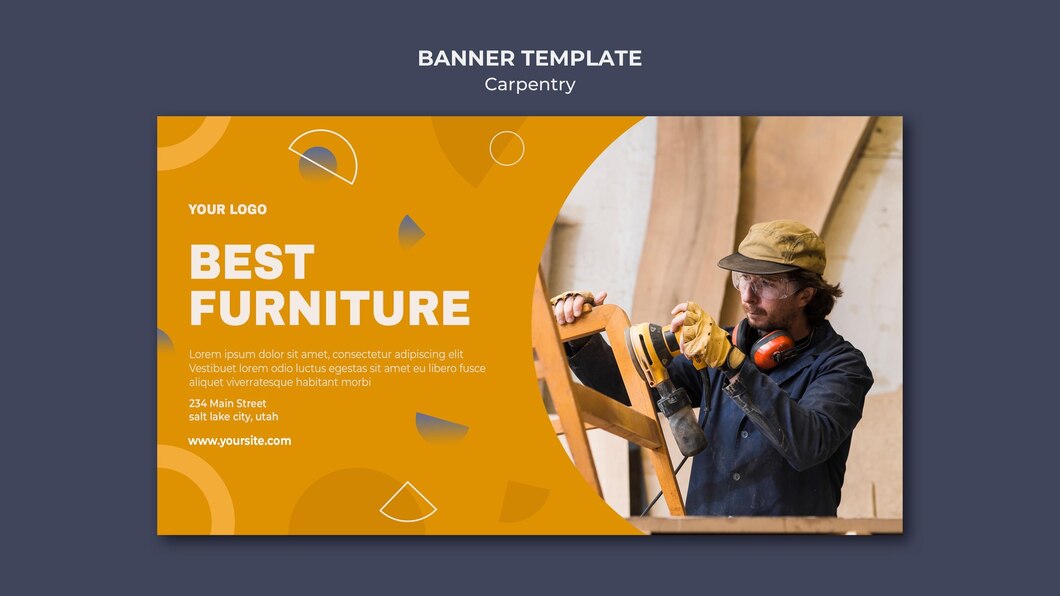 BANNER TEMPLATE
Carpentry
YOUR LOGO
BEST
FURNITURE
Lorem ipsum dolor sit amet, consectetur adipiscing elit
Vestibuet lorem odio luctus egestas sit amet eu libero fusce
aliquet viverratesque habitant morbi
234 Main Street
salt lake city, utah
www.yoursite.com